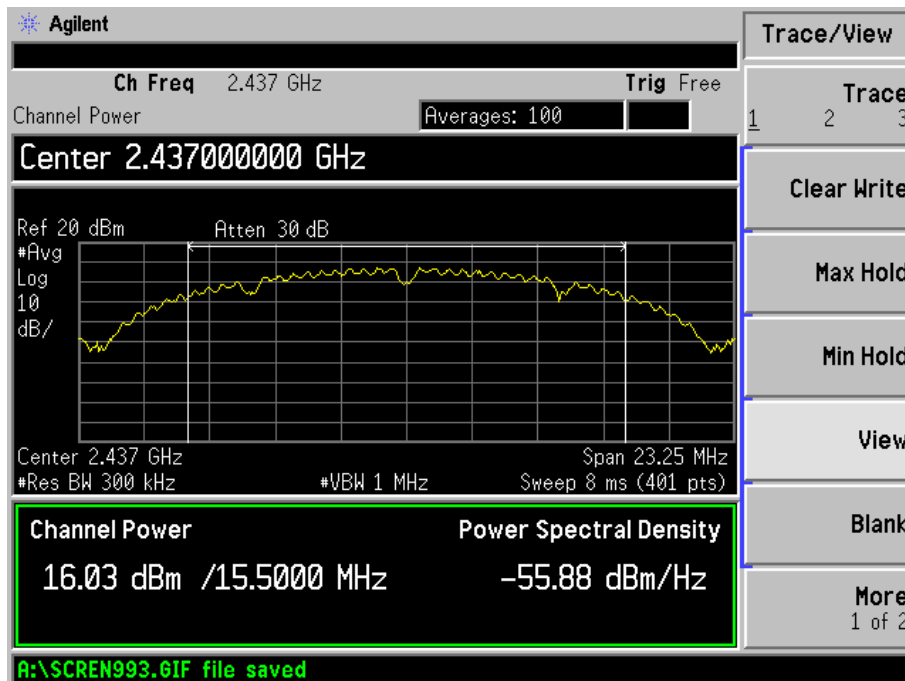 Agilent
Trace/View
Ch Freq 2.437 GHz Trig Free
Channel Power Averages: 100
Trace
1 2 3
Center 2.437000000 GHz
Clear Write
Ref 20 dBm Atten 30 dB
#Avg
Log
10
dB/
Max Hold
Min Hold
View
Center 2.437 GHz Span 23.25 MHz
#Res BW 300 kHz #VBW 1 MHz Sweep 8 ms (401 pts)
Channel Power Power Spectral Density
16.03 dBm /15.5000 MHz -55.88 dBm/Hz
Blank
More
1 of 2
A:\SCREN993.GIF file saved